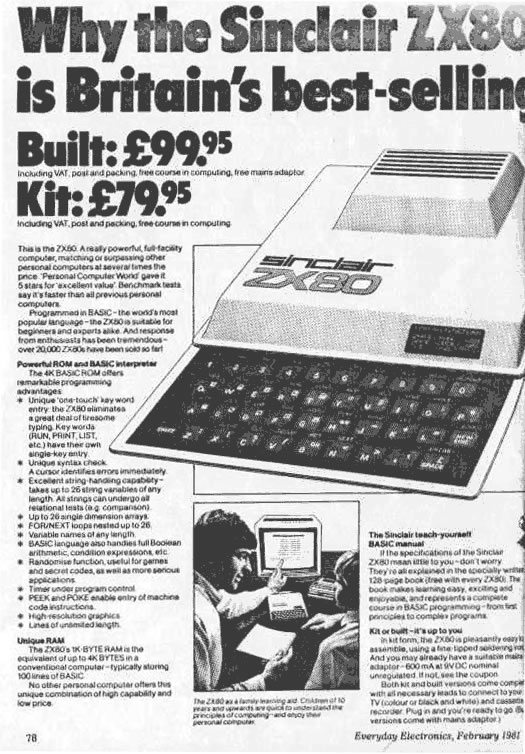 Why the Sinclair ZX80
is Britain's best-selling
Built: £99.95
Including VAT, post and packing, free course in computing, free mains adaptor.
Kit: £79.95
Including VAT, post and packing, free course in computing.
This is the ZX80. A really powerful, full-facility
computer, matching or surpassing other
personal computers at several times the
price. 'Personal Computer World' gave it
5 stars for 'excellent value'. Benchmark tests
say it's faster than all previous personal
computers.
Programmed in BASIC - the world's most
popular language - the ZX80 is suitable for
beginners and experts alike. And response
from enthusiasts has been tremendous -
over 20,000 ZX80s have been sold so far!
Powerful ROM and BASIC interpreter
The 4K BASIC ROM offers
remarkable programming
advantages:
* Unique 'one-touch' key word
entry: the ZX80 eliminates
a great deal of tiresome
typing. Key words
(RUN, PRINT, LIST,
etc.) have their own
single-key entry.
* Unique syntax check.
A cursor identifies errors immediately.
* Excellent string-handling capability -
takes up to 26 string variables of any
length. All strings can undergo all
relational tests (e.g. comparison).
* Up to 26 single dimension arrays.
* FOR/NEXT loops nested up to 26.
* Variable names of any length.
* BASIC language also handles full Boolean
arithmetic, condition expressions, etc.
* Randomise function, useful for games
and secret codes, as well as more serious
applications.
* Timer under program control.
* PEEK and POKE enable entry of machine
code instructions.
* High-resolution graphics.
* Lines of unlimited length.
Unique RAM
The ZX80's 1K-BYTE RAM is the
equivalent of up to 4K BYTES in a
conventional computer - typically storing
100 lines of BASIC.
No other personal computer offers this
unique combination of high capability and
low price.
sinclair
ZX80
SPACE
The ZX80 as a family learning aid. Children of 10
years and upwards are quick to understand the
principles of computing - and enjoy their
personal computer.
The Sinclair teach-yourself
BASIC manual
If the specifications of the Sinclair
ZX80 mean little to you - don't worry.
They're all explained in the specially written
128-page book (free with every ZX80). The
book makes learning easy, exciting and
enjoyable, and represents a complete
course in BASIC programming - from first
principles to complex programs.
Kit or built - it's up to you
In kit form, the ZX80 is pleasantly easy to
assemble, using a fine-tipped soldering iron.
And you may already have a suitable mains
adaptor - 600 mA at 9V DC nominal
unregulated. If not, see the coupon.
Both kit and built versions come complete
with all necessary leads to connect to your
TV (colour or black and white) and cassette
recorder. Plug in and you're ready to go. (Bu
versions come with mains adaptor.)
78
Everyday Electronics, February 1981